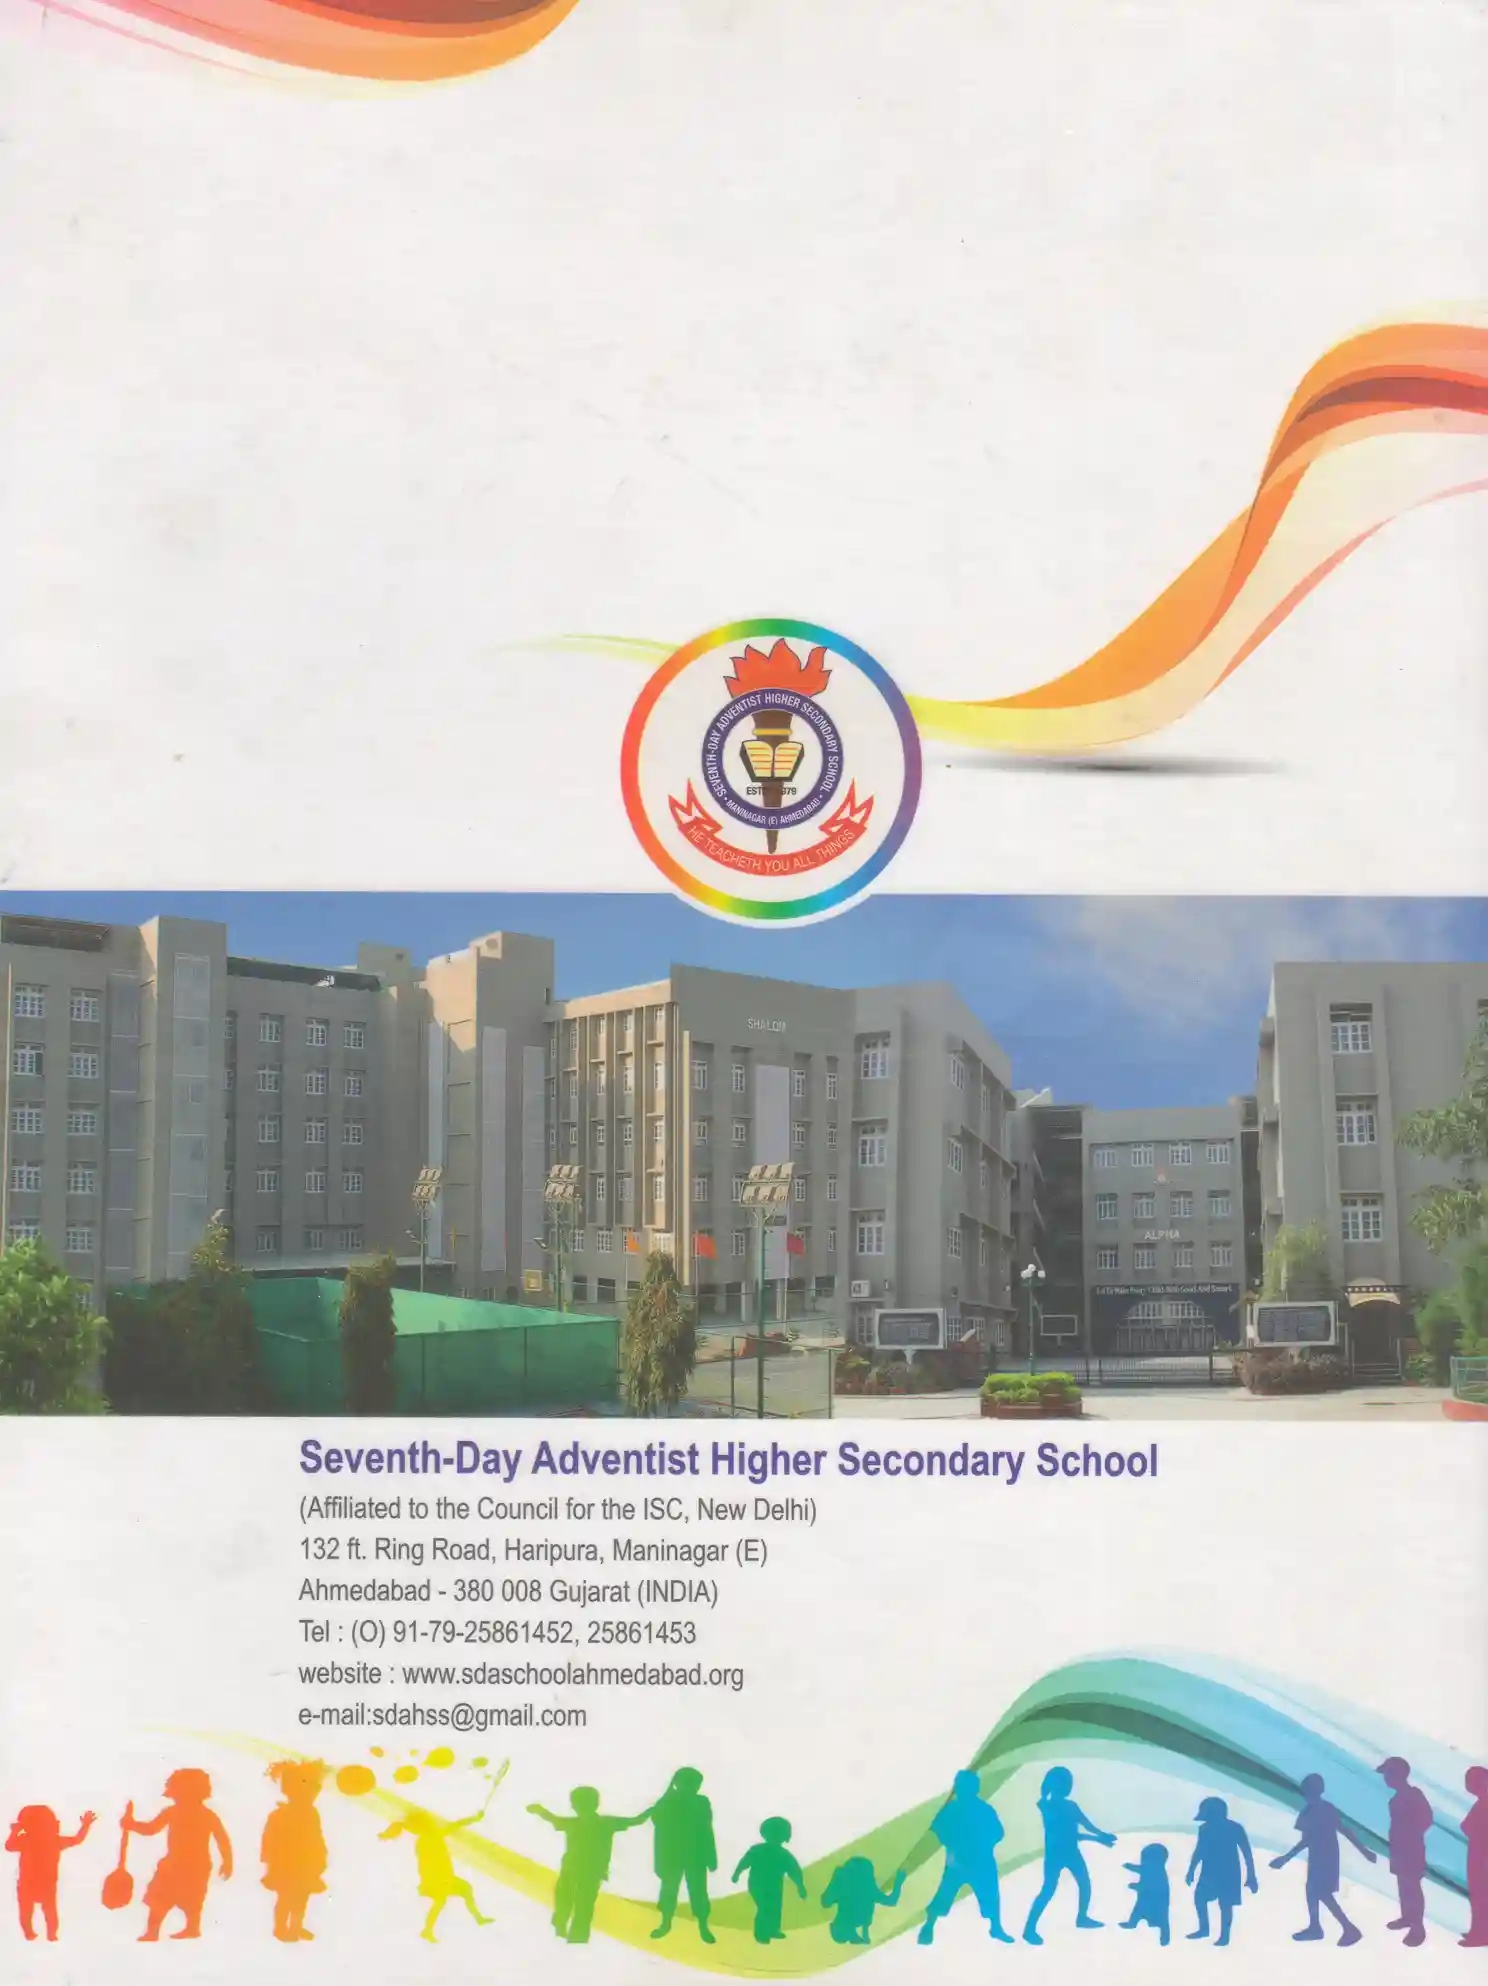 SEVENTH-DAY ADVENTIST HIGHER SECONDARY SCHOOL
• MANINAGAR (E) AHMEDABAD •
HE TEACHETH YOU ALL THINGS
SHALOM
ALPHA
Seventh-Day Adventist Higher Secondary School
(Affiliated to the Council for the ISC, New Delhi)
132 ft. Ring Road, Haripura, Maninagar (E)
Ahmedabad - 380 008 Gujarat (INDIA)
Tel : (O) 91-79-25861452, 25861453
website : www.sdaschoolahmedabad.org
e-mail:sdahss@gmail.com